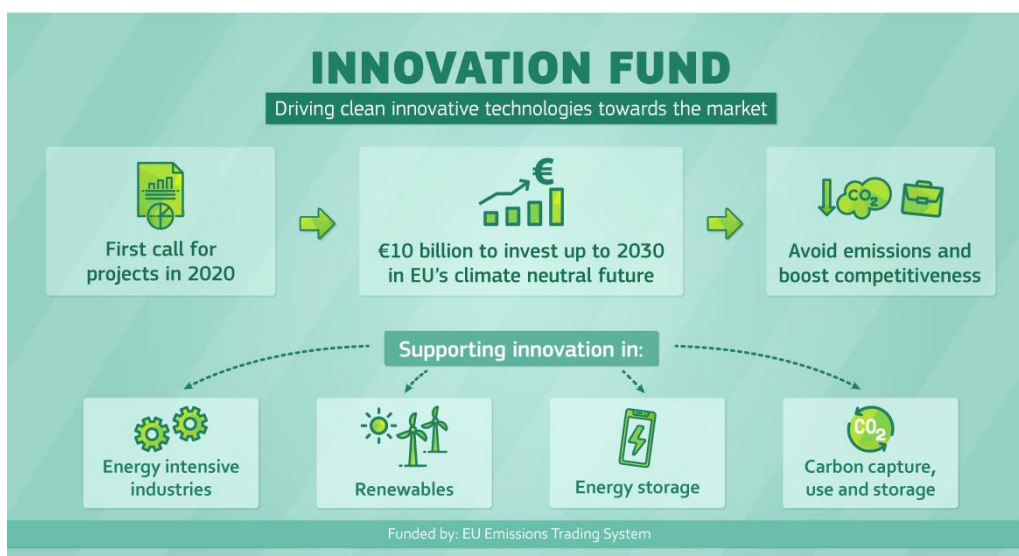 INNOVATION FUND
Driving clean innovative technologies towards the market
First call for
projects in 2020
€
€10 billion to invest up to 2030
in EU's climate neutral future
CO₂
Avoid emissions and
boost competitiveness
Supporting innovation in:
Energy intensive
industries
Renewables
Energy storage
CO₂
Carbon capture,
use and storage
Funded by: EU Emissions Trading System